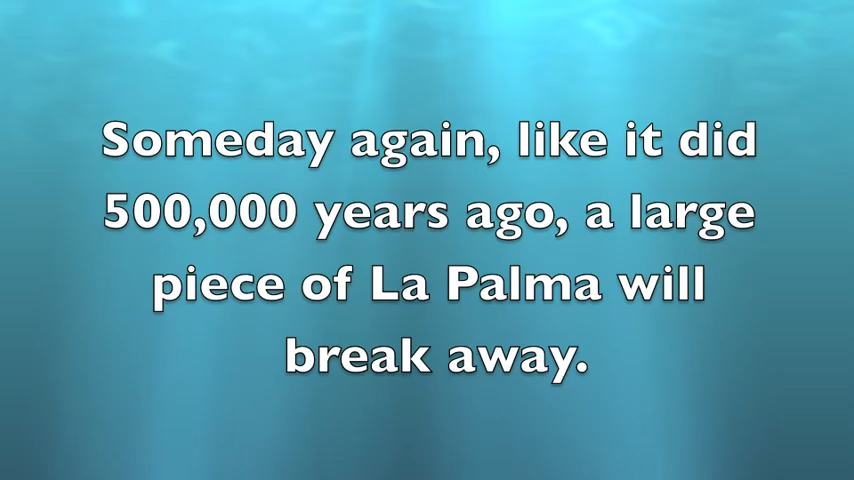 Someday again, like it did
500,000 years ago, a large
piece of La Palma will
break away.